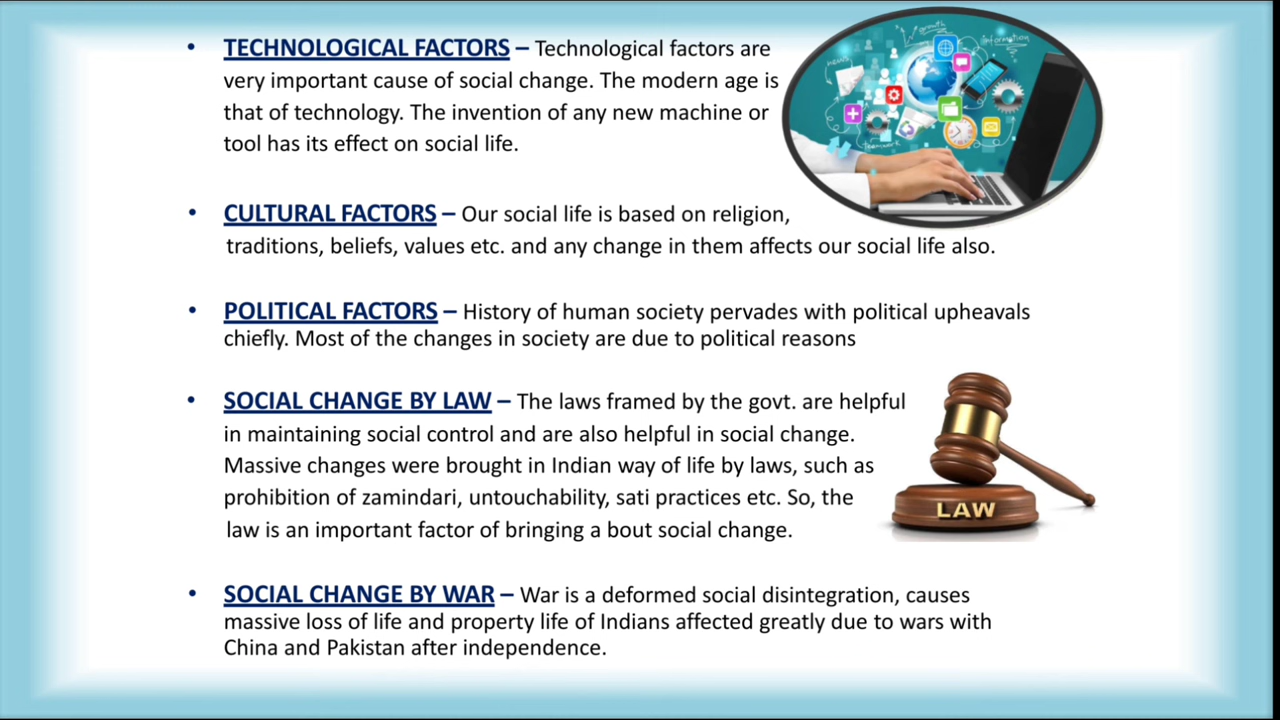 • TECHNOLOGICAL FACTORS – Technological factors are
very important cause of social change. The modern age is
that of technology. The invention of any new machine or
tool has its effect on social life.
growth
information
news
teamwork
• CULTURAL FACTORS – Our social life is based on religion,
traditions, beliefs, values etc. and any change in them affects our social life also.
• POLITICAL FACTORS – History of human society pervades with political upheavals
chiefly. Most of the changes in society are due to political reasons
• SOCIAL CHANGE BY LAW – The laws framed by the govt. are helpful
in maintaining social control and are also helpful in social change.
Massive changes were brought in Indian way of life by laws, such as
prohibition of zamindari, untouchability, sati practices etc. So, the
law is an important factor of bringing a bout social change.
LAW
• SOCIAL CHANGE BY WAR – War is a deformed social disintegration, causes
massive loss of life and property life of Indians affected greatly due to wars with
China and Pakistan after independence.